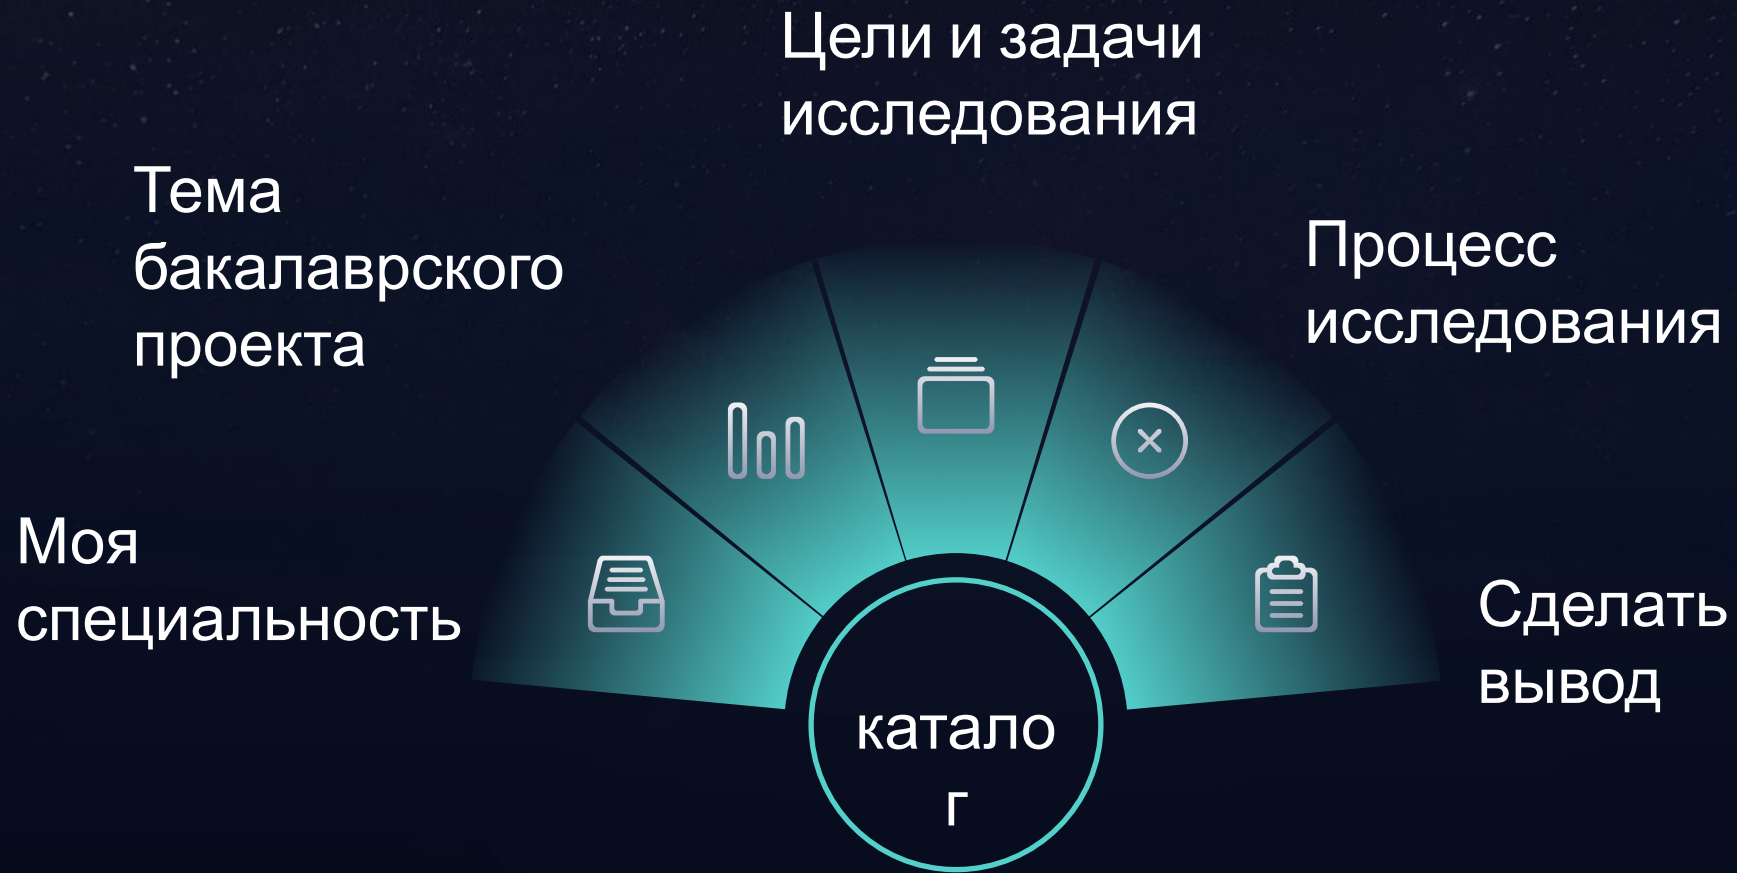 Цели и задачи
исследования
Тема
бакалаврского
проекта
Процесс
исследования
Моя
специальность
Сделать
вывод
катало
г